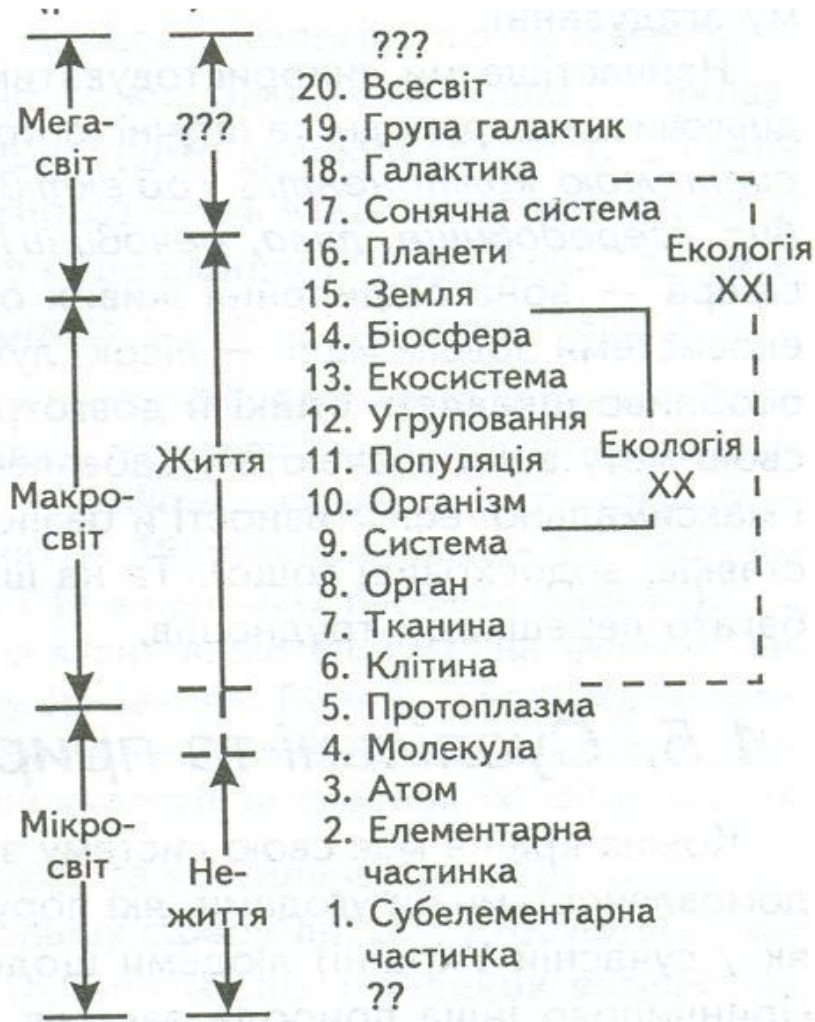 ???
20. Всесвіт
19. Група галактик
18. Галактика
17. Сонячна система
16. Планети
15. Земля
14. Біосфера
13. Екосистема
12. Угруповання
11. Популяція
10. Організм
9. Система
8. Орган
7. Тканина
6. Клітина
5. Протоплазма
4. Молекула
3. Атом
2. Елементарна
частинка
1. Субелементарна
частинка
??
Мега-
світ
Макро-
світ
Мікро-
світ
???
Життя
Не-
життя
Екологія
XXI
Екологія
XX